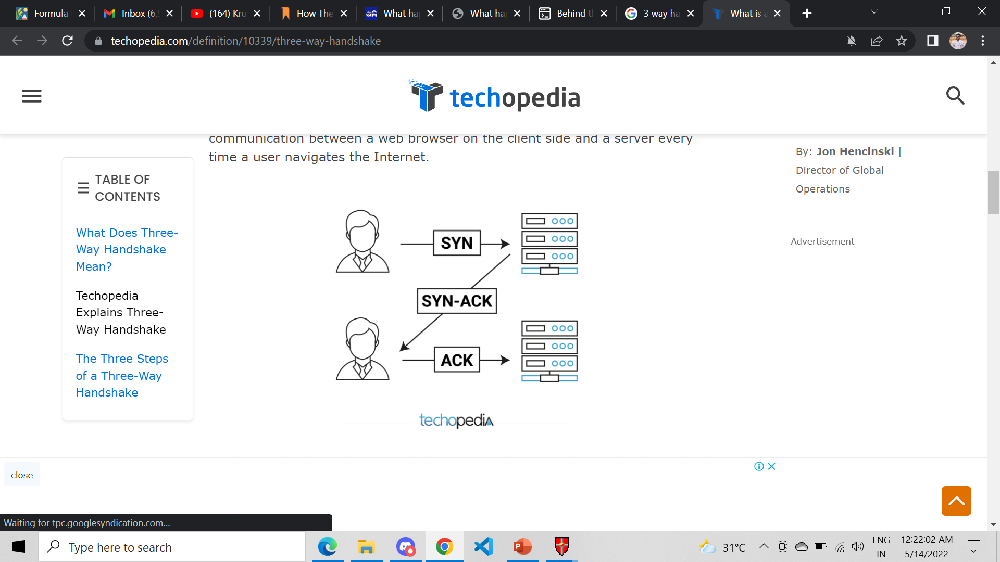 Formula
Inbox (6,
(164) Kru
How The
What hap
What hap
Behind th
3 way ha
What is a
techopedia.com/definition/10339/three-way-handshake
techopedia
communication between a web browser on the client side and a server every
time a user navigates the Internet.
By: Jon Hencinski |
Director of Global
Operations
TABLE OF
CONTENTS
What Does Three-
Way Handshake
Mean?
Techopedia
Explains Three-
Way Handshake
The Three Steps
of a Three-Way
Handshake
SYN
SYN-ACK
ACK
techopedia
Advertisement
close
Waiting for tpc.googlesyndication.com...
Type here to search
31°C
ENG
IN
12:22:02 AM
5/14/2022